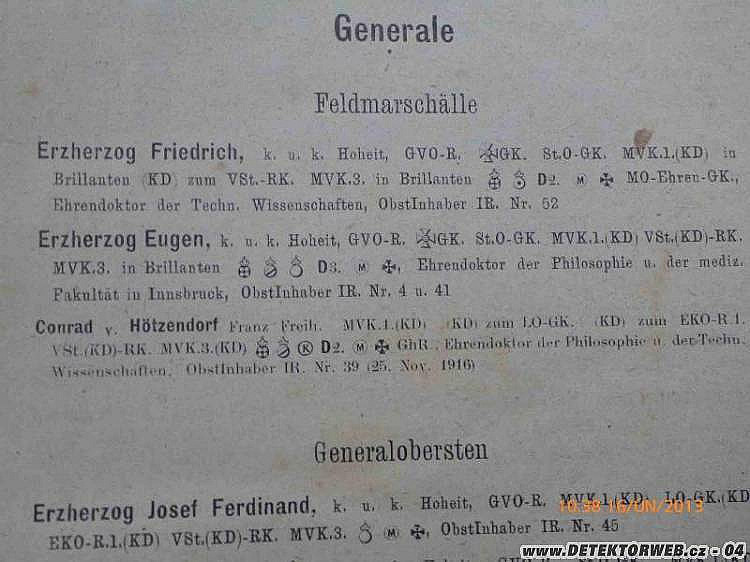 Generale
Feldmarschälle
Erzherzog Friedrich, k. u. k. Hoheit, GVO-R. GK. St.O-GK. MVK.1.(KD) in
Brillanten (KD) zum VSt.-RK. MVK.3. in Brillanten D2. M ✠ MO-Ehren-GK.,
Ehrendoktor der Techn. Wissenschaften, ObstInhaber IR. Nr. 52
Erzherzog Eugen, k. u. k. Hoheit, GVO-R. GK. St.O-GK. MVK.1.(KD) VSt.(KD)-RK.
MVK.3. in Brillanten D3. M ✠, Ehrendoktor der Philosophie u. der mediz.
Fakultät in Innsbruck, ObstInhaber IR. Nr. 4 u. 41
Conrad v. Hötzendorf Franz Freih. MVK.1.(KD) (KD) zum LO-GK. (KD) zum EKO-R.1.
VSt.(KD)-RK. MVK.3.(KD) K D2. M ✠ GhR., Ehrendoktor der Philosophie u. der Techn.
Wissenschaften, ObstInhaber IR. Nr. 39 (25. Nov. 1916)
Generalobersten
Erzherzog Josef Ferdinand, k. u. k. Hoheit, GVO-R. MVK.1.(KD) LO-GK.(KD
EKO-R.1.(KD) VSt.(KD)-RK. MVK.3. M ✠, ObstInhaber IR. Nr. 45
10:38 16/ON/2013
www.DETEKTORWEB.cz - 04